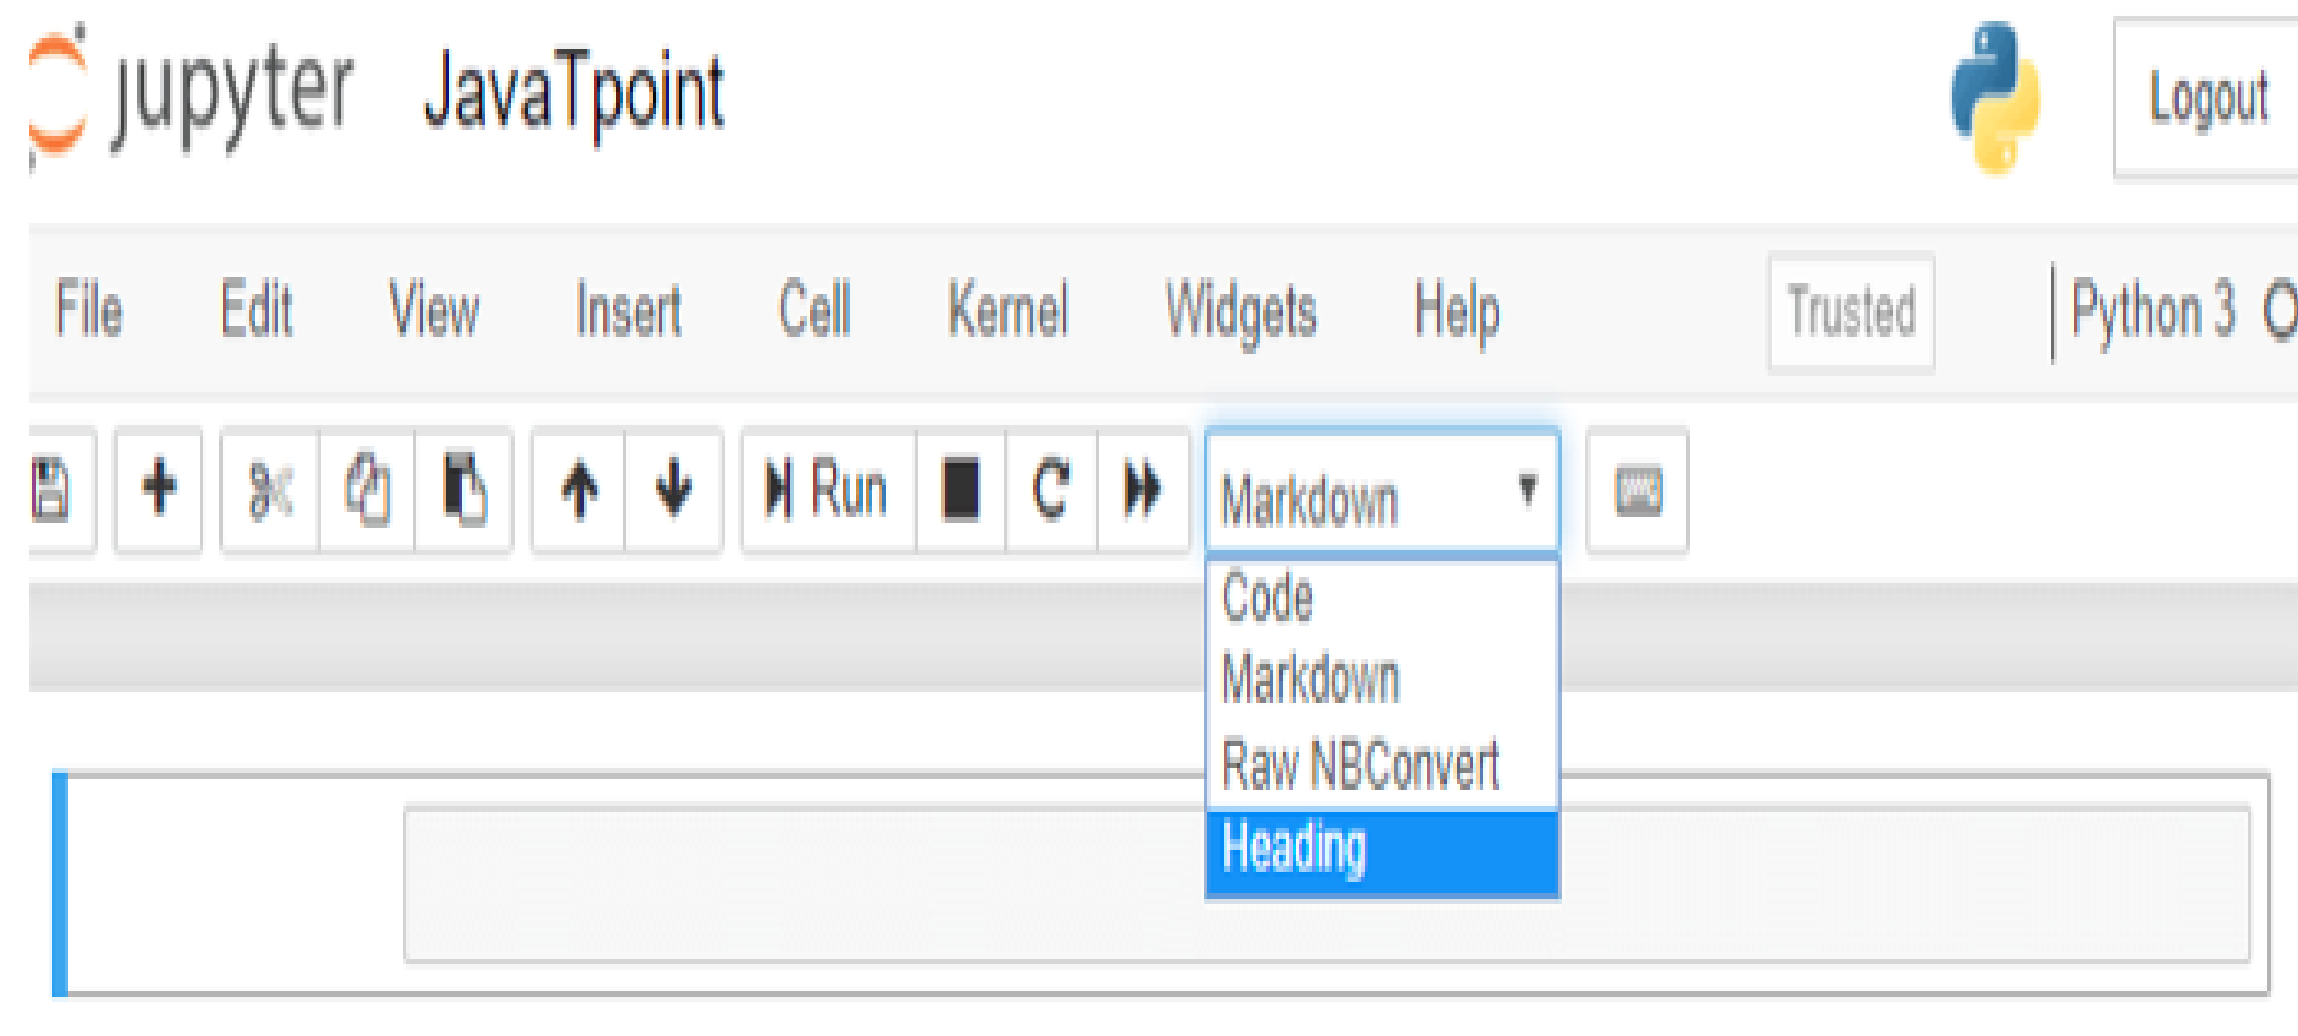 jupyter JavaTpoint Logout
File Edit View Insert Cell Kernel Widgets Help Trusted Python 3
Run Markdown
Code
Markdown
Raw NBConvert
Heading